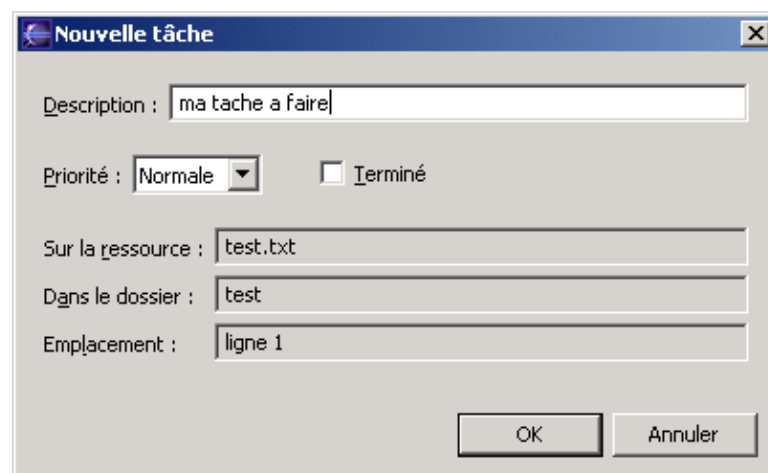 Nouvelle tâche
Description : ma tache a faire
Priorité : Normale Terminé
Sur la ressource : test.txt
Dans le dossier : test
Emplacement : ligne 1
OK Annuler